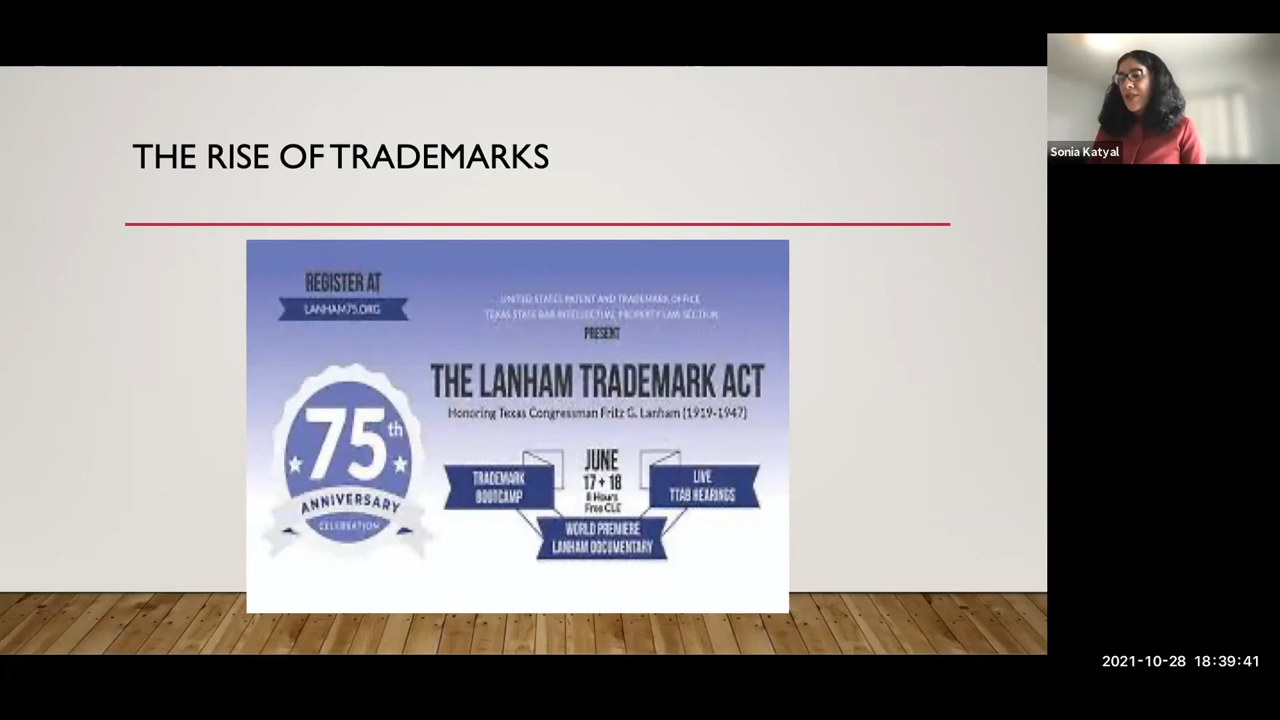 THE RISE OF TRADEMARKS
REGISTER AT
LANHAM75.ORG
UNITED STATES PATENT AND TRADEMARK OFFICE
TEXAS STATE BAR INTELLECTUAL PROPERTY LAW SECTION
PRESENT
THE LANHAM TRADEMARK ACT
Honoring Texas Congressman Fritz G. Lanham (1919-1947)
75th
ANNIVERSARY
CELEBRATION
JUNE
17 + 18
8 Hours
Free CLE
TRADEMARK
BOOTCAMP
LIVE
TTAB HEARINGS
WORLD PREMIERE
LANHAM DOCUMENTARY
Sonia Katyal
2021-10-28 18:39:41